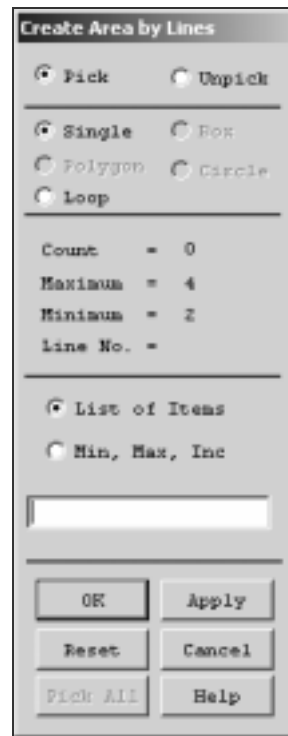 Create Area by Lines
Pick Unpick
Single Box
Polygon Circle
Loop
Count = 0
Maximum = 4
Minimum = 2
Line No. =
List of Items
Min, Max, Inc
OK Apply
Reset Cancel
Pick All Help